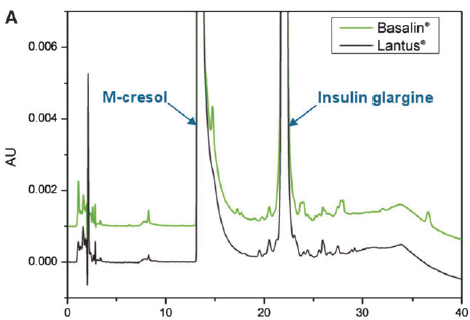 A
Basalin®
Lantus®
0.006
M-cresol
Insulin glargine
0.004
AU
0.002
0.000
0 10 20 30 40